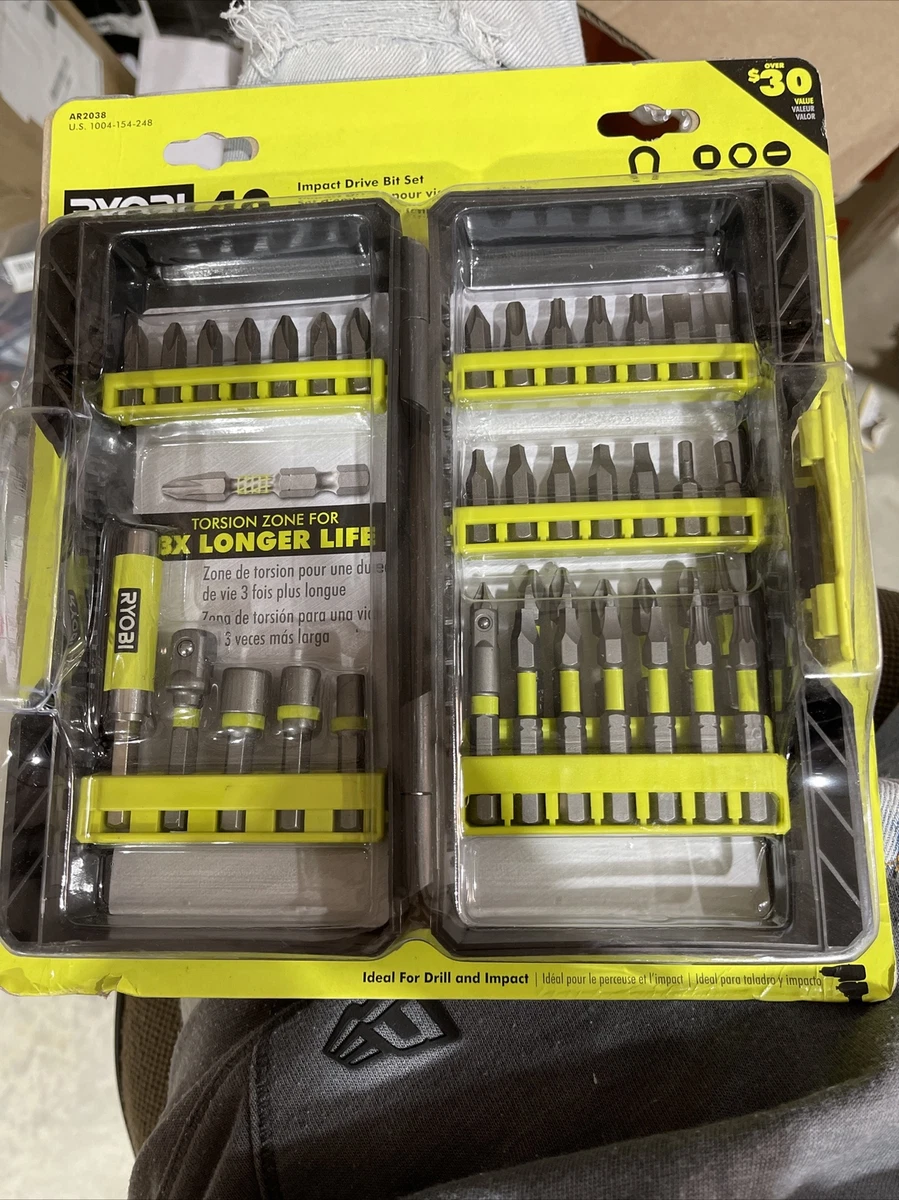 AR2038
U.S. 1004-154-248
OVER
$30
VALUE
VALEUR
VALOR
RYOBI 40
Impact Drive Bit Set
pour
TORSION ZONE FOR
3X LONGER LIFE
Zone de torsion pour une
de vie 3 fois plus longue
Zona de torsión para una
3 veces más larga
RYOBI
Ideal For Drill and Impact | Idéal pour le perceuse et l'impact | Ideal para taladro y impacto